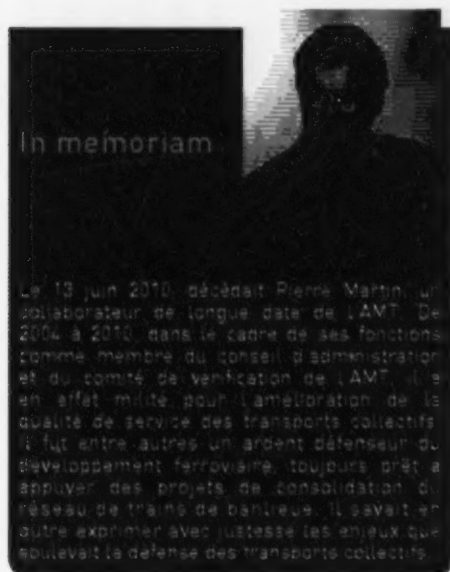 In memoriam
Le 13 juin 2010, décédait Pierre Martin, un
collaborateur de longue date de l'AMT. De
2004 à 2010, dans le cadre de ses fonctions
comme membre du conseil d'administration
et du comité de vérification de l'AMT, il a
en effet milité pour l'amélioration de la
qualité de service des transports collectifs.
Il fut entre autres un ardent défenseur du
développement ferroviaire, toujours prêt à
appuyer des projets de consolidation du
réseau de trains de banlieue. Il savait en
outre exprimer avec justesse les enjeux que
soulevait la défense des transports collectifs.